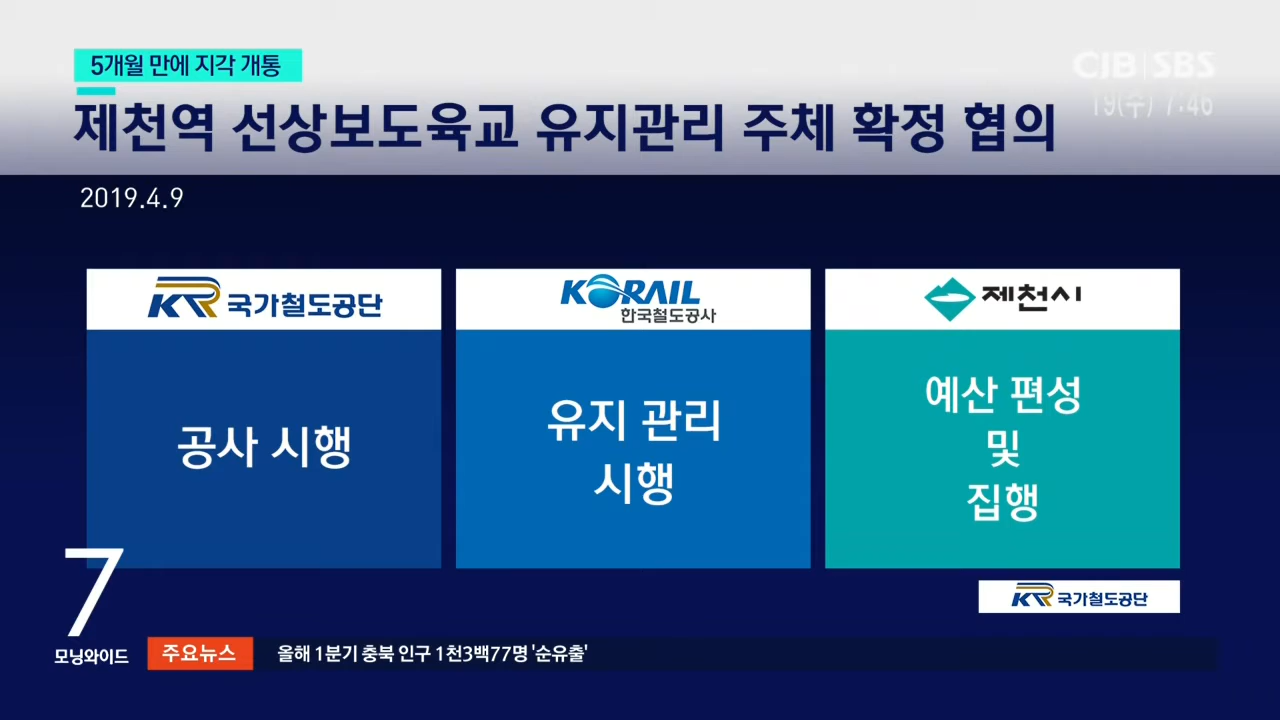 5개월 만에 지각 개통
CJB SBS
19(수) 7:46
제천역 선상보도육교 유지관리 주체 확정 협의
2019.4.9
KR 국가철도공단
공사 시행
KORAIL
한국철도공사
유지 관리
시행
제천시
예산 편성
및
집행
KR 국가철도공단
7
모닝와이드
주요뉴스
올해 1분기 충북 인구 1천3백77명 '순유출'